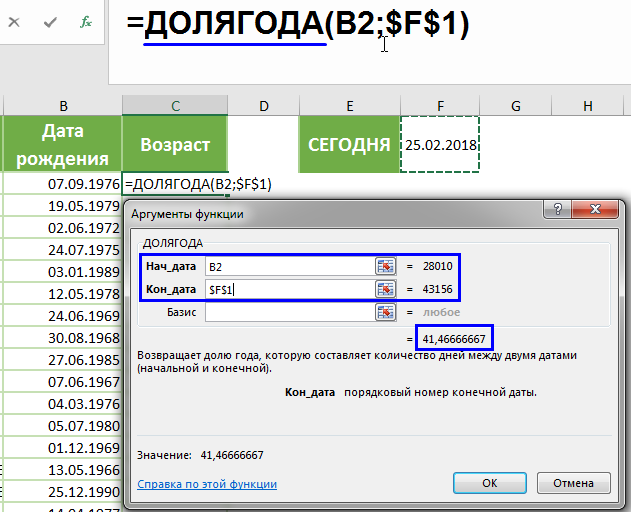 =ДОЛЯГОДА(B2;$F$1)
B C D E F G H
Дата рождения Возраст СЕГОДНЯ 25.02.2018
07.09.1976 =ДОЛЯГОДА(B2;$F$1)
19.05.1979
02.06.1972
24.07.1975
03.01.1989
12.05.1978
24.06.1969
30.08.1968
27.06.1985
07.06.1967
04.03.1976
05.07.1980
01.12.1969
13.05.1966
25.12.1990
Аргументы функции
?
ДОЛЯГОДА
Нач_дата B2 = 28010
Кон_дата $F$1 = 43156
Базис = любое
= 41,46666667
Возвращает долю года, которую составляет количество дней между двумя датами
(начальной и конечной).
Кон_дата порядковый номер конечной даты.
Значение: 41,46666667
Справка по этой функции
ОК Отмена